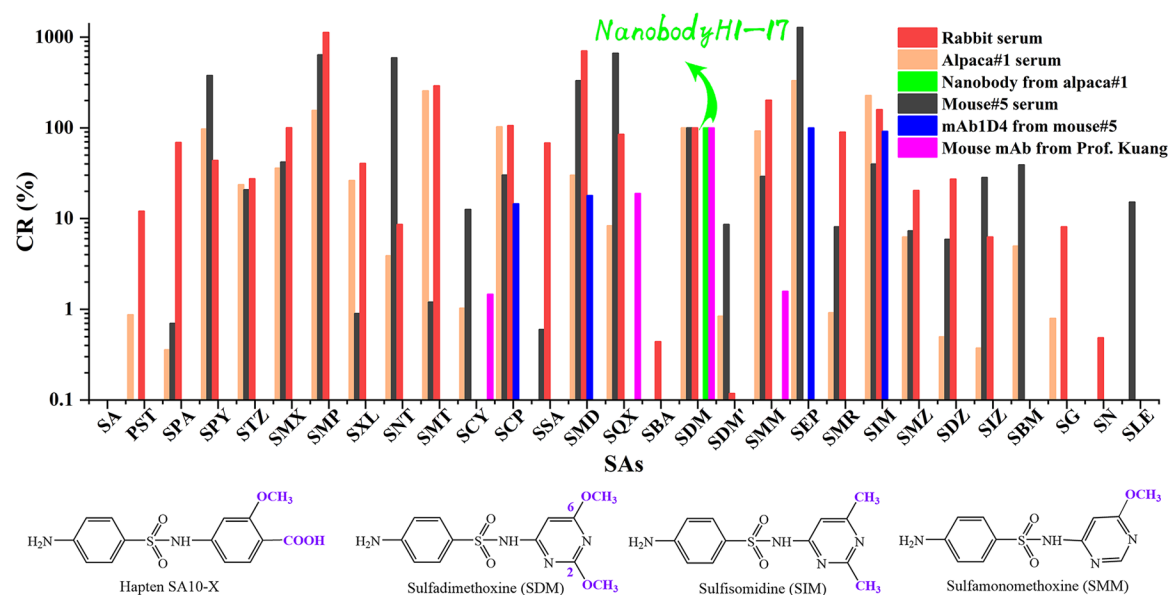 NanobodyH1-17
Rabbit serum
Alpaca#1 serum
Nanobody from alpaca#1
Mouse#5 serum
mAb1D4 from mouse#5
Mouse mAb from Prof. Kuang
CR (%)
1000
100
10
1
0.1
SA PST SPA SPY STZ SMX SMP SXL SNT SMT SCY SCP SSA SMD SQX SBA SDM SDM' SMM SEP SMR SIM SMZ SDZ SIZ SBM SG SN SLE
SAs
H₂N O S O NH OCH₃ COOH
Hapten SA10-X
H₂N O S O NH 6 OCH₃ N N 2 OCH₃
Sulfadimethoxine (SDM)
H₂N O S O NH CH₃ N N CH₃
Sulfisomidine (SIM)
H₂N O S O NH OCH₃ N N
Sulfamonomethoxine (SMM)